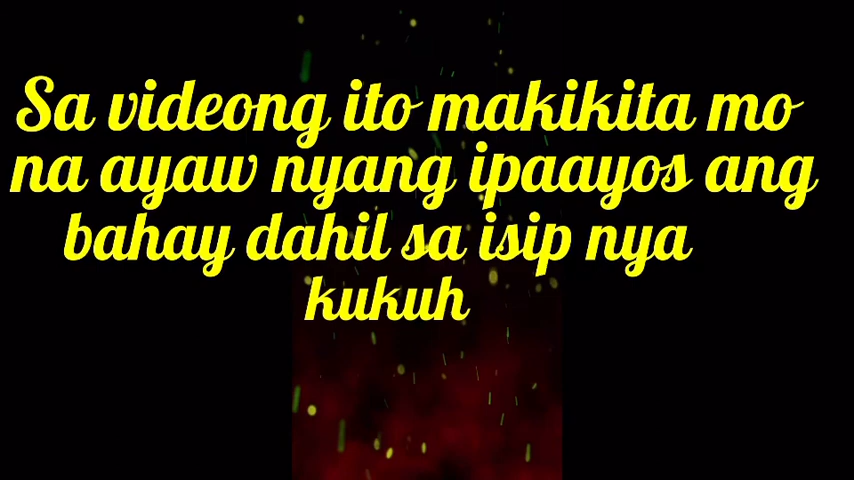 Sa videong ito makikita mo
na ayaw nyang ipaayos ang
bahay dahil sa isip nya
kukuh